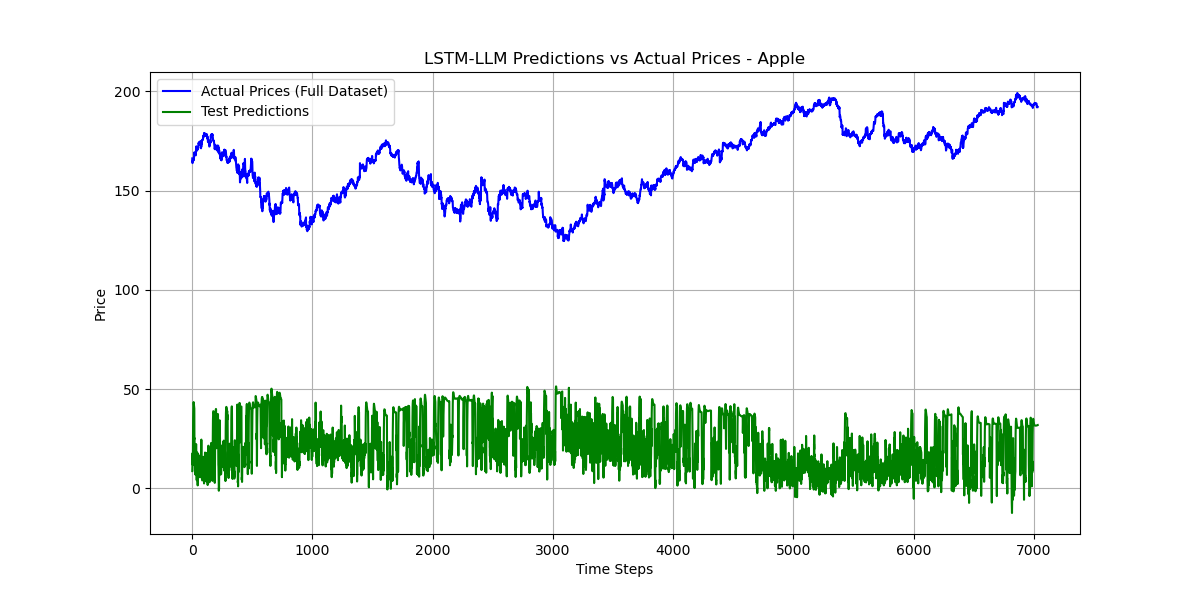 LSTM-LLM Predictions vs Actual Prices - Apple
Actual Prices (Full Dataset)
Test Predictions
200
150
100
50
0
Price
0 1000 2000 3000 4000 5000 6000 7000
Time Steps